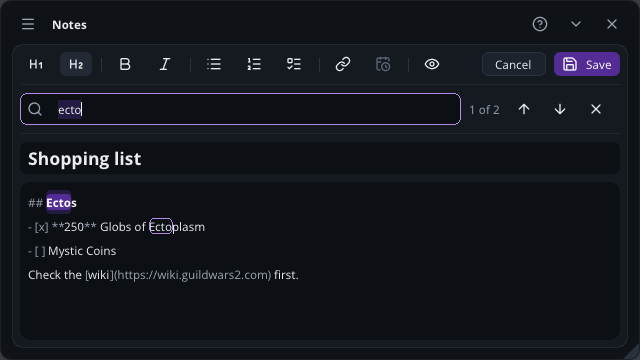 Notes
H1 H2 B I Cancel Save
ecto 1 of 2
Shopping list
## Ectos
- [x] **250** Globs of Ectoplasm
- [ ] Mystic Coins
Check the [wiki](https://wiki.guildwars2.com) first.